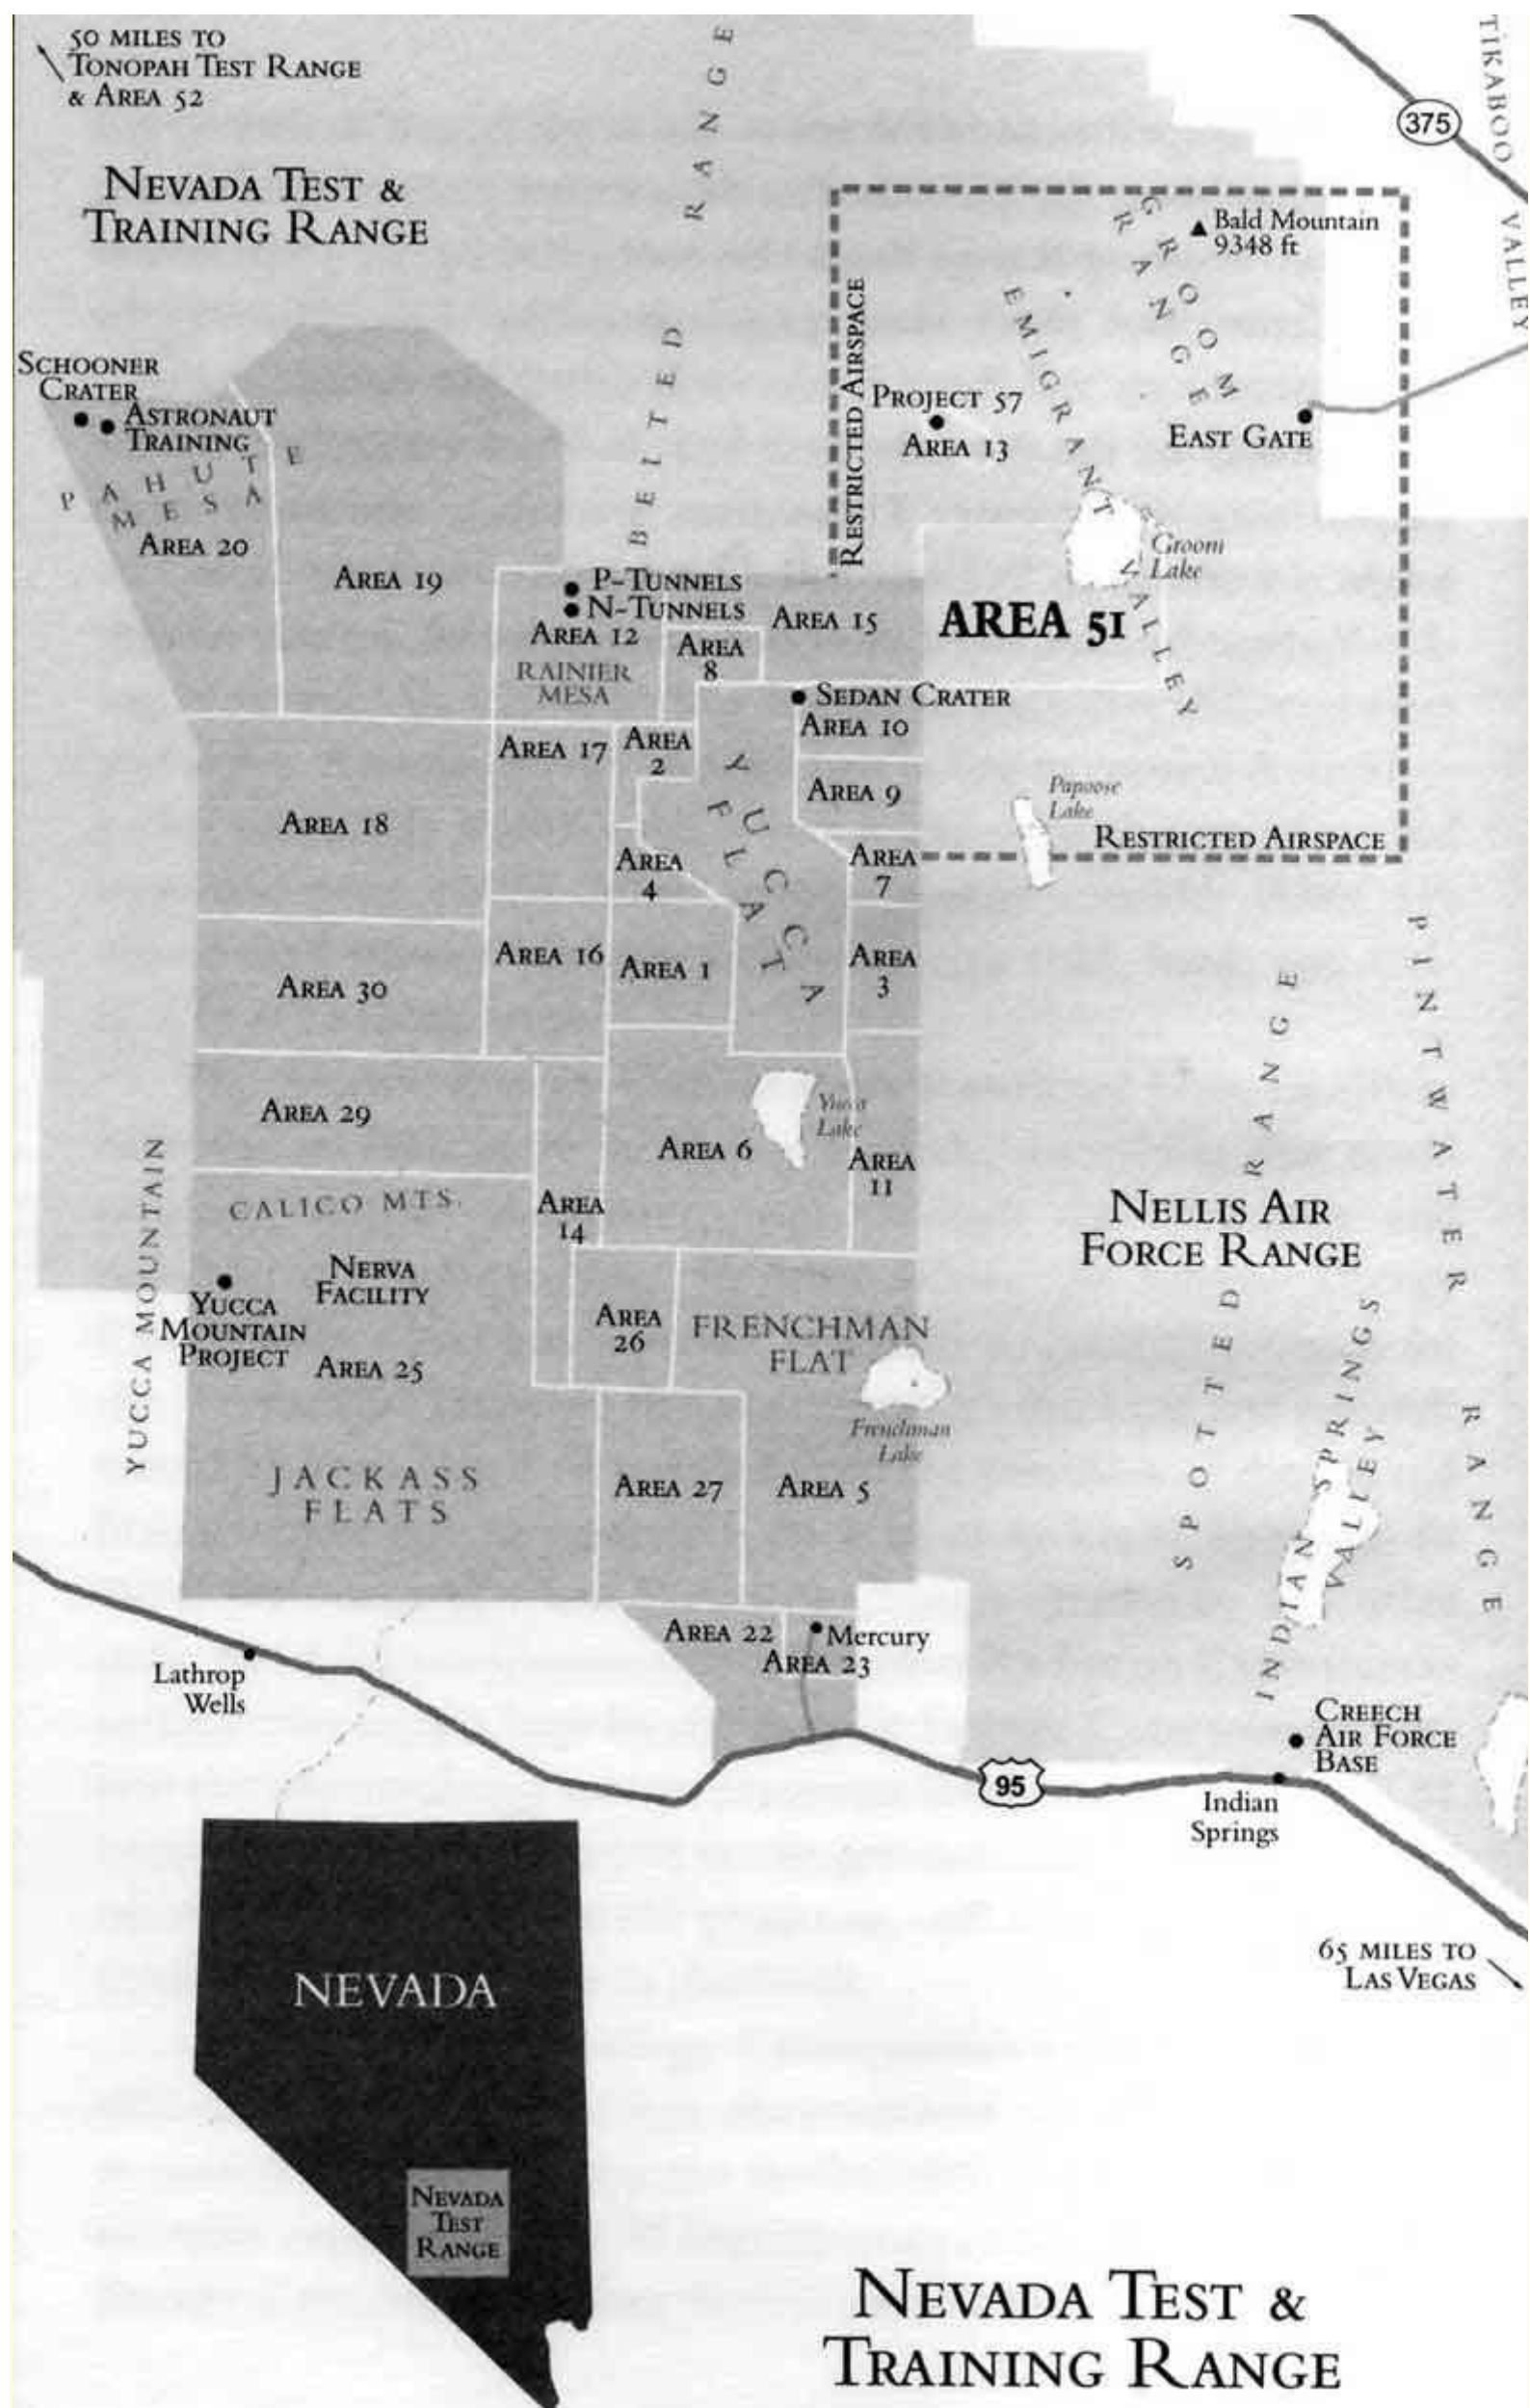 50 MILES TO
TONOPAH TEST RANGE
& AREA 52
NEVADA TEST &
TRAINING RANGE
BELTED RANGE
375
TIKABOO VALLEY
GROOM
RANGE
Bald Mountain
9348 ft
RESTRICTED AIRSPACE
EMIGRANT VALLEY
SCHOONER
CRATER
ASTRONAUT
TRAINING
PAHUTE
MESA
AREA 20
PROJECT 57
AREA 13
EAST GATE
AREA 19
P-TUNNELS
N-TUNNELS
AREA 12
RAINIER
MESA
AREA
8
AREA 15
Groom
Lake
AREA 51
SEDAN CRATER
AREA 10
AREA 17
AREA
2
YUCCA
FLAT
AREA 9
Papoose
Lake
RESTRICTED AIRSPACE
AREA 18
AREA
4
AREA
7
AREA 30
AREA 16
AREA 1
AREA
3
PINTWATER RANGE
AREA 29
AREA 6
Yucca
Lake
AREA
11
SPOTTED RANGE
YUCCA MOUNTAIN
CALICO MTS.
AREA
14
NELLIS AIR
FORCE RANGE
NERVA
FACILITY
YUCCA
MOUNTAIN
PROJECT
AREA 25
AREA
26
FRENCHMAN
FLAT
Frenchman
Lake
INDIAN SPRINGS
VALLEY
JACKASS
FLATS
AREA 27
AREA 5
AREA 22
Mercury
AREA 23
Lathrop
Wells
CREECH
AIR FORCE
BASE
95
Indian
Springs
65 MILES TO
LAS VEGAS
NEVADA
NEVADA
TEST
RANGE
NEVADA TEST &
TRAINING RANGE